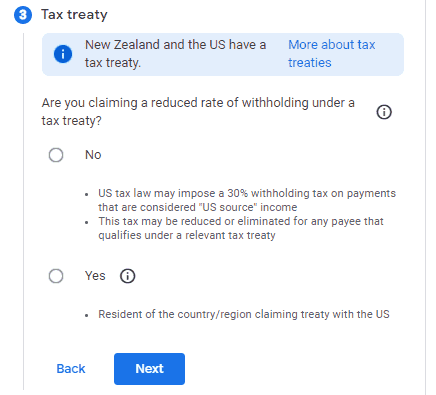 3 Tax treaty
New Zealand and the US have a tax treaty.
More about tax treaties
Are you claiming a reduced rate of withholding under a
tax treaty?
No
• US tax law may impose a 30% withholding tax on payments
that are considered "US source" income
• This tax may be reduced or eliminated for any payee that
qualifies under a relevant tax treaty
Yes
• Resident of the country/region claiming treaty with the US
Back Next